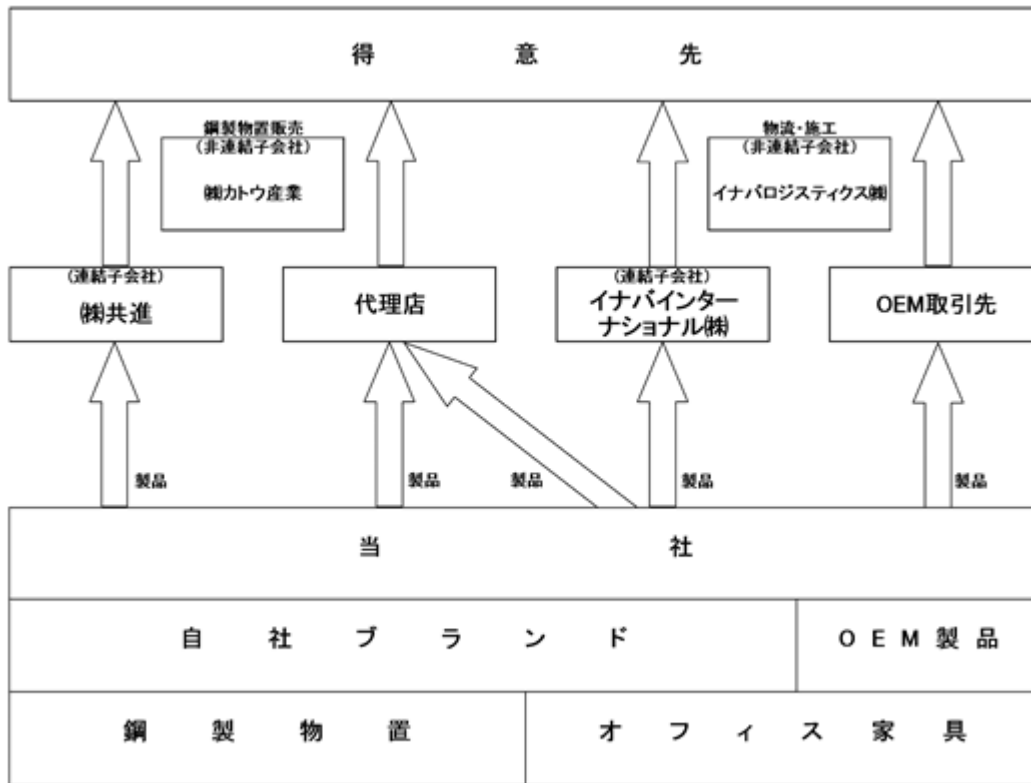 得意先
鋼製物置販売
(非連結子会社)
㈱カトウ産業
物流・施工
(非連結子会社)
イナバロジスティクス㈱
(連結子会社)
㈱共進
代理店
(連結子会社)
イナバインター
ナショナル㈱
OEM取引先
製品
製品
製品
製品
製品
当社
自社ブランド
OEM製品
鋼製物置
オフィス家具